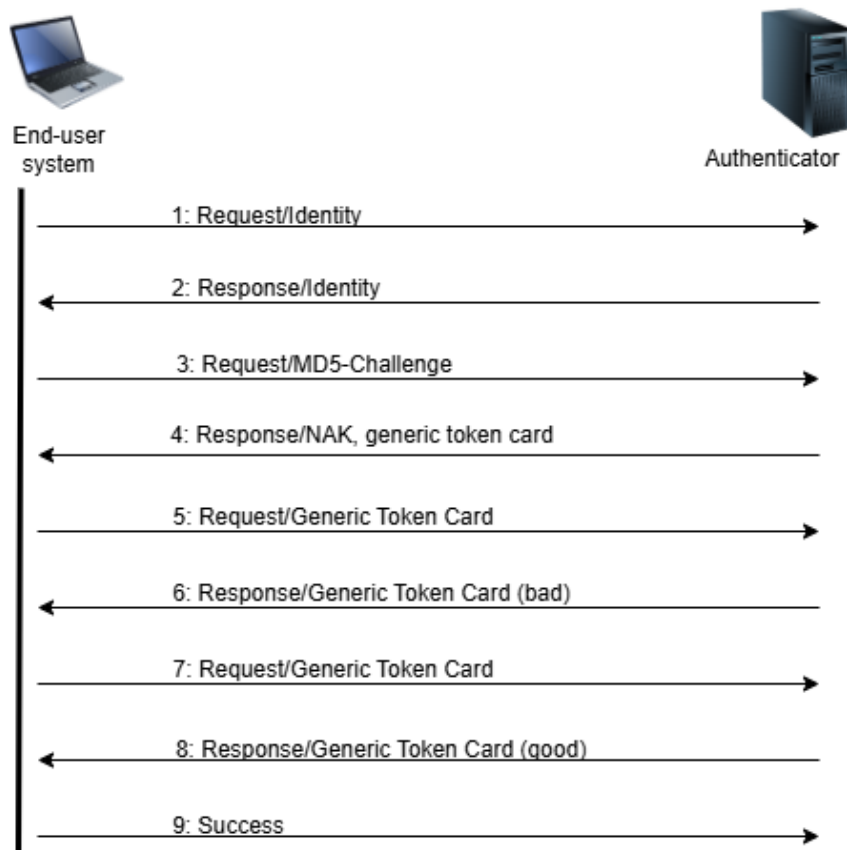 End-user
system
Authenticator
1: Request/Identity
2: Response/Identity
3: Request/MD5-Challenge
4: Response/NAK, generic token card
5: Request/Generic Token Card
6: Response/Generic Token Card (bad)
7: Request/Generic Token Card
8: Response/Generic Token Card (good)
9: Success